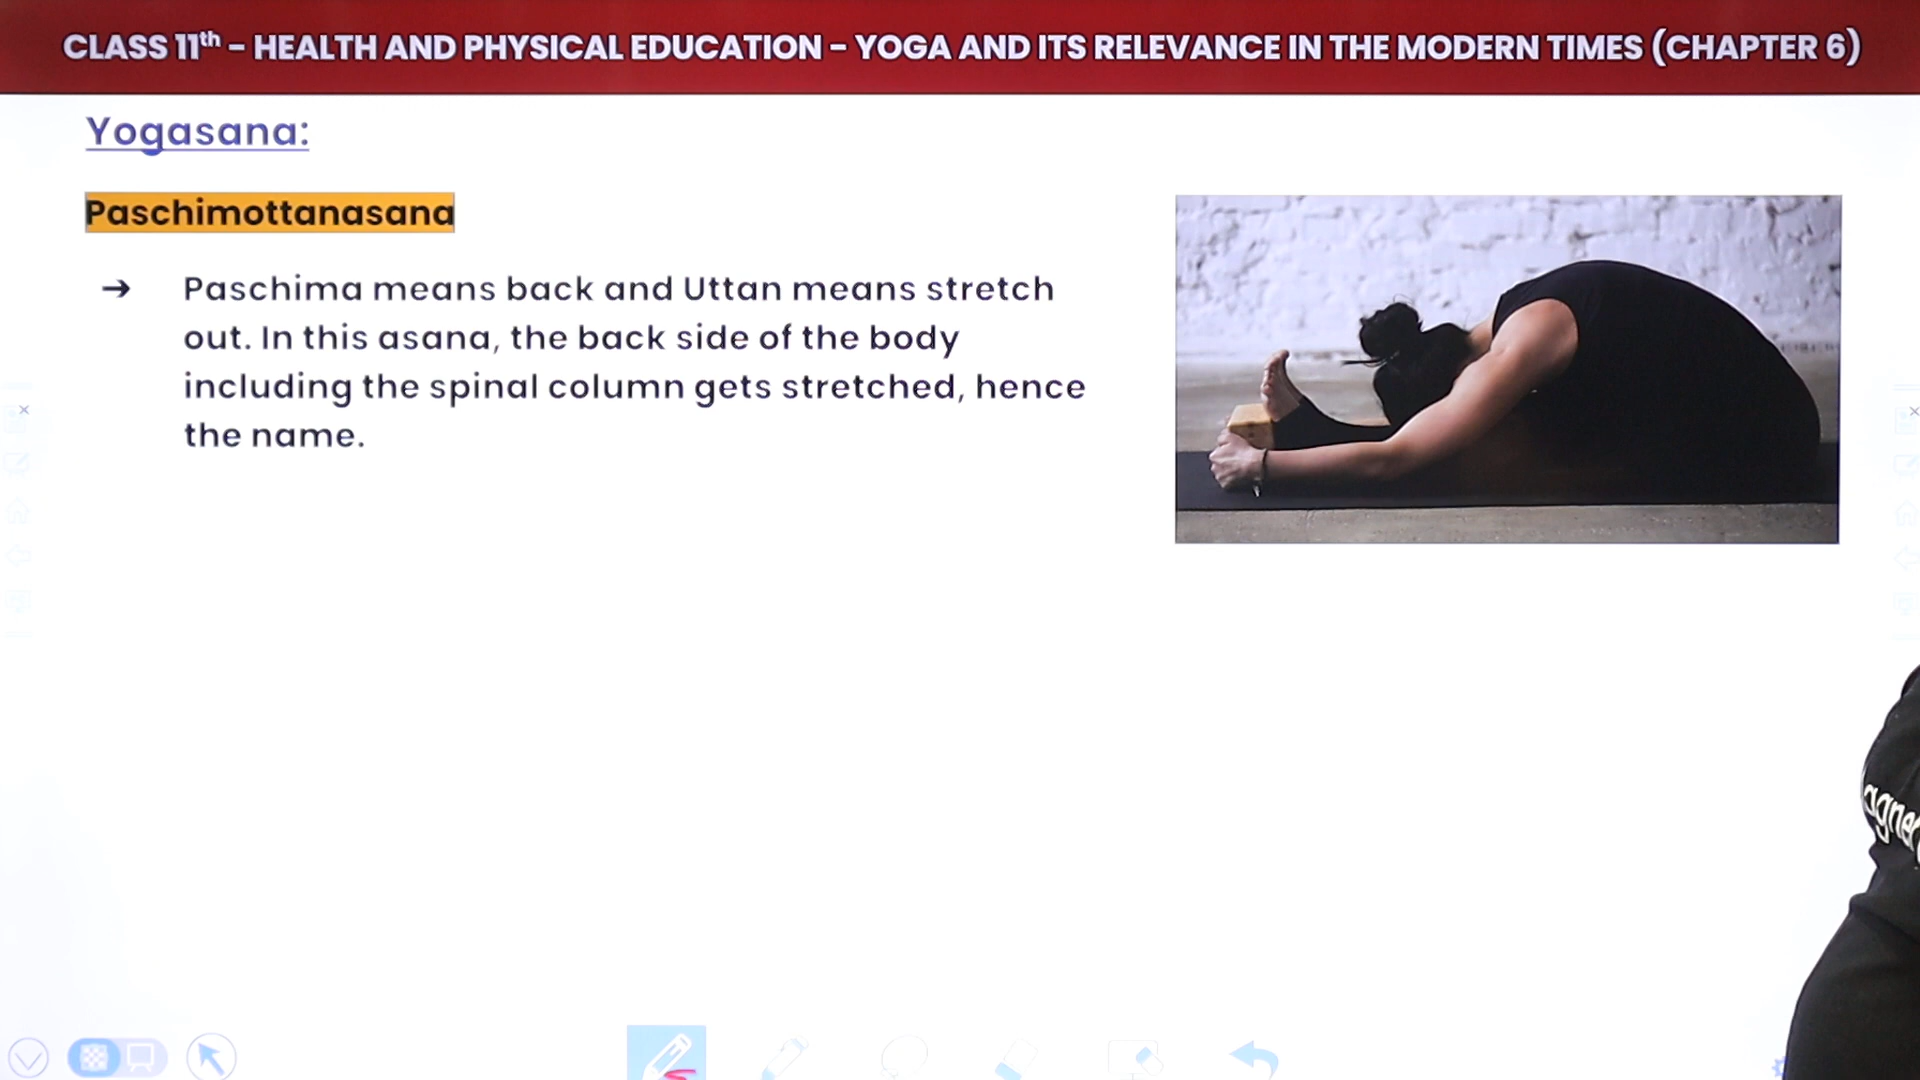 CLASS 11th - HEALTH AND PHYSICAL EDUCATION - YOGA AND ITS RELEVANCE IN THE MODERN TIMES (CHAPTER 6)
Yogasana:
Paschimottanasana
➔ Paschima means back and Uttan means stretch
out. In this asana, the back side of the body
including the spinal column gets stretched, hence
the name.